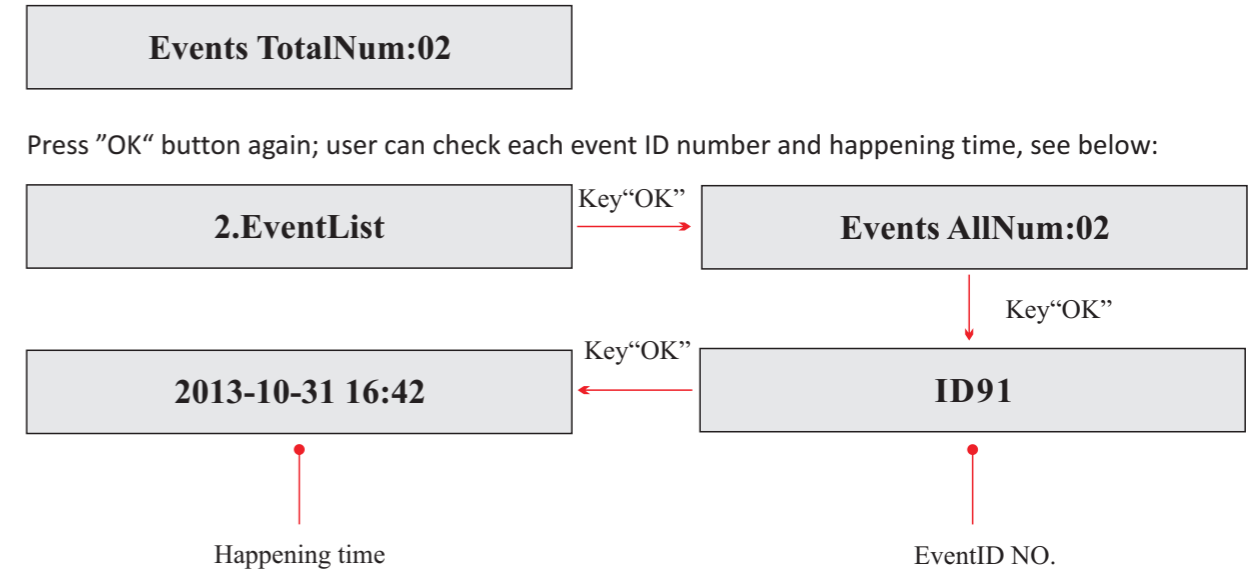 Events TotalNum:02
Press ”OK“ button again; user can check each event ID number and happening time, see below:
2.EventList
Key“OK”
Events AllNum:02
Key“OK”
2013-10-31 16:42
Key“OK”
ID91
Happening time
EventID NO.